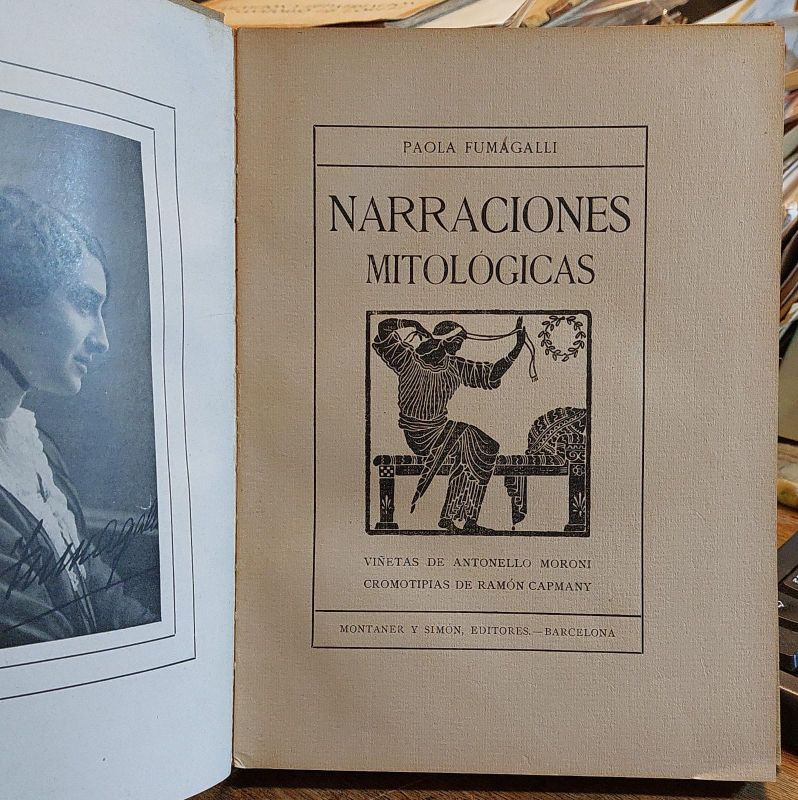 PAOLA FUMAGALLI
NARRACIONES
MITOLÓGICAS
VIÑETAS DE ANTONELLO MORONI
CROMOTIPIAS DE RAMÓN CAPMANY
MONTANER Y SIMÓN, EDITORES.—BARCELONA